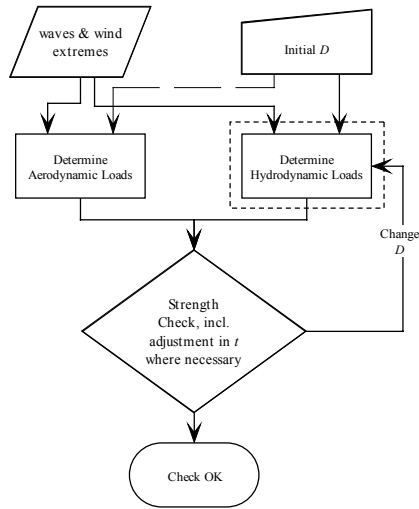 waves & wind
extremes
Initial D
Determine
Aerodynamic Loads
Determine
Hydrodynamic Loads
Change
D
Strength
Check, incl.
adjustment in t
where necessary
Check OK